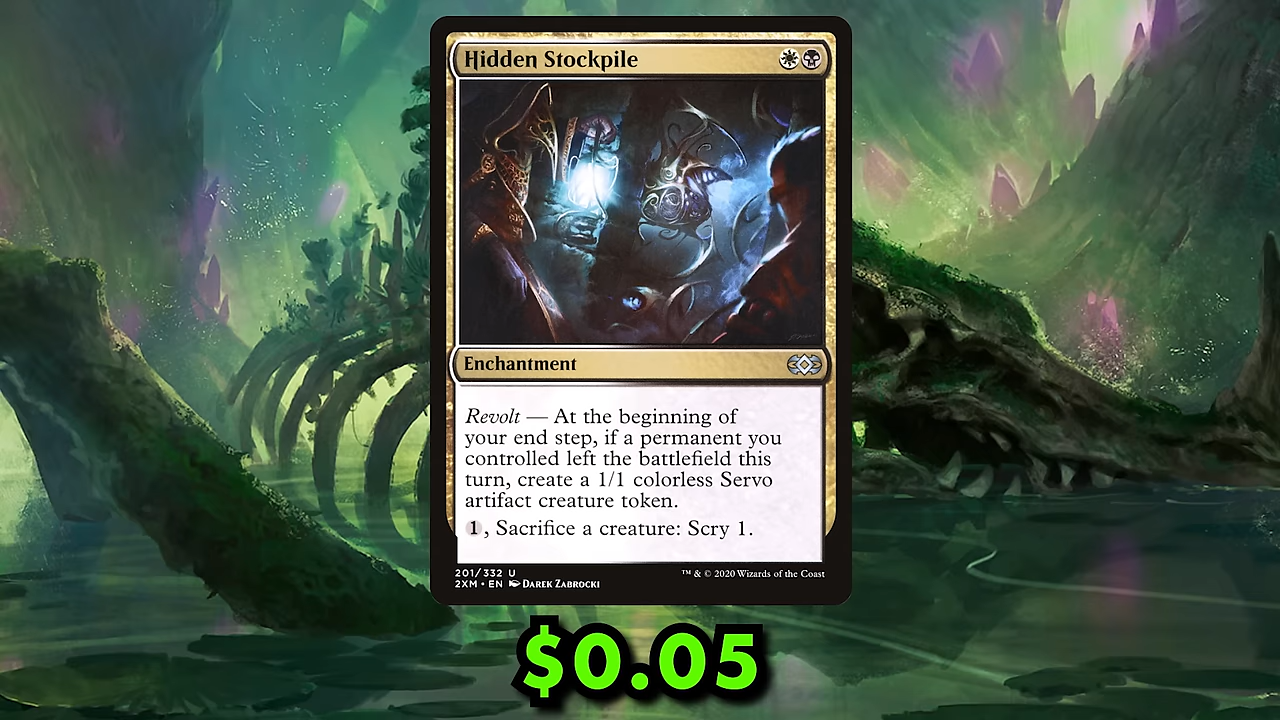 Hidden Stockpile
Enchantment
Revolt — At the beginning of
your end step, if a permanent you
controlled left the battlefield this
turn, create a 1/1 colorless Servo
artifact creature token.
1, Sacrifice a creature: Scry 1.
201/332 U
2XM • EN DAREK ZABROCKI
™ & © 2020 Wizards of the Coast
$0.05